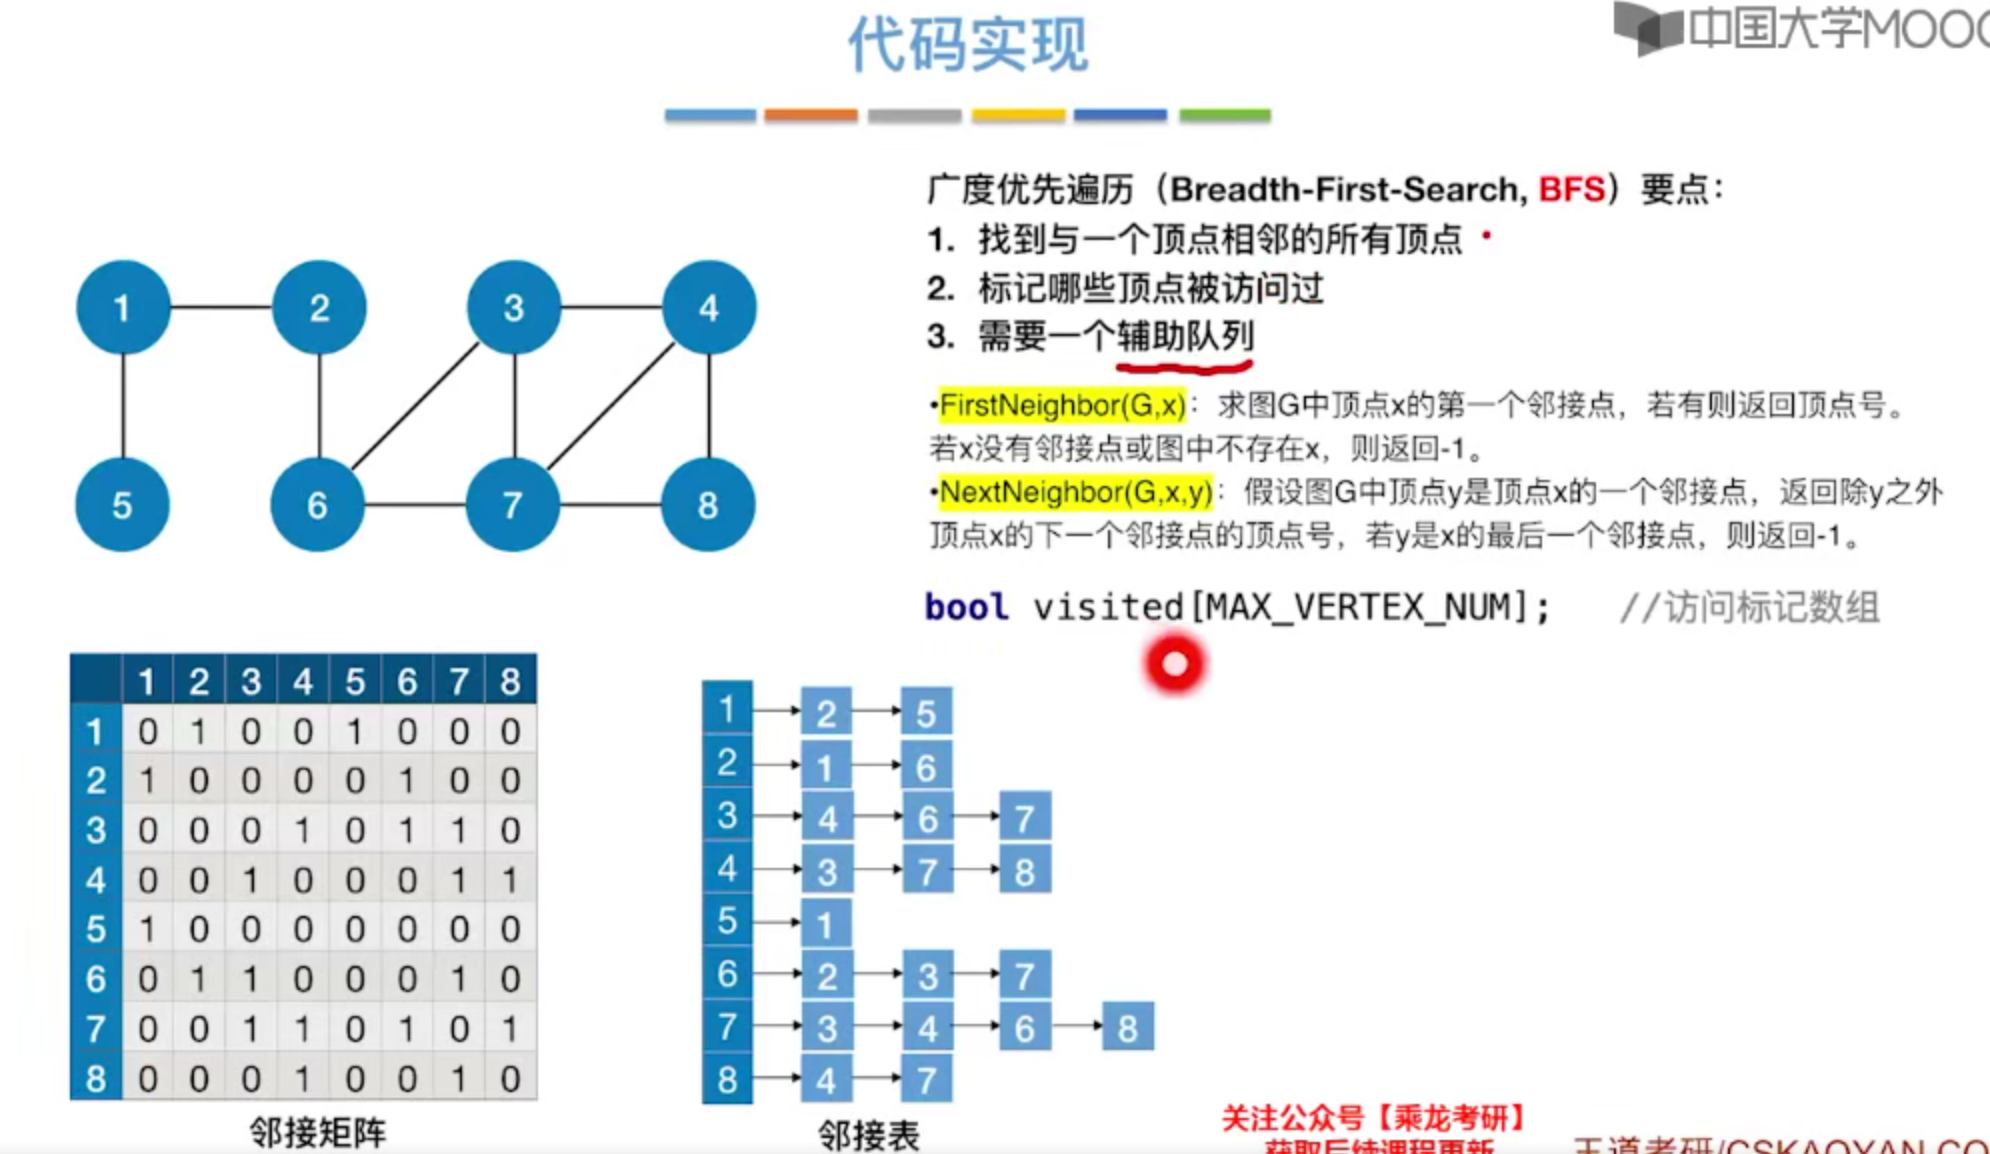 代码实现
中国大学MOOC
广度优先遍历（Breadth-First-Search, BFS）要点：
1. 找到与一个顶点相邻的所有顶点
2. 标记哪些顶点被访问过
3. 需要一个辅助队列
•FirstNeighbor(G,x)：求图G中顶点x的第一个邻接点，若有则返回顶点号。
若x没有邻接点或图中不存在x，则返回-1。
•NextNeighbor(G,x,y)：假设图G中顶点y是顶点x的一个邻接点，返回除y之外
顶点x的下一个邻接点的顶点号，若y是x的最后一个邻接点，则返回-1。
bool visited[MAX_VERTEX_NUM]; //访问标记数组
1 2 3 4
5 6 7 8
1 2 3 4 5 6 7 8
1 0 1 0 0 1 0 0 0
2 1 0 0 0 0 1 0 0
3 0 0 0 1 0 1 1 0
4 0 0 1 0 0 0 1 1
5 1 0 0 0 0 0 0 0
6 0 1 1 0 0 0 1 0
7 0 0 1 1 0 1 0 1
8 0 0 0 1 0 0 1 0
邻接矩阵
1 2 5
2 1 6
3 4 6 7
4 3 7 8
5 1
6 2 3 7
7 3 4 6 8
8 4 7
邻接表
关注公众号【乘龙考研】
获取后续课程更新
王道考研/CSKAOYAN.CO